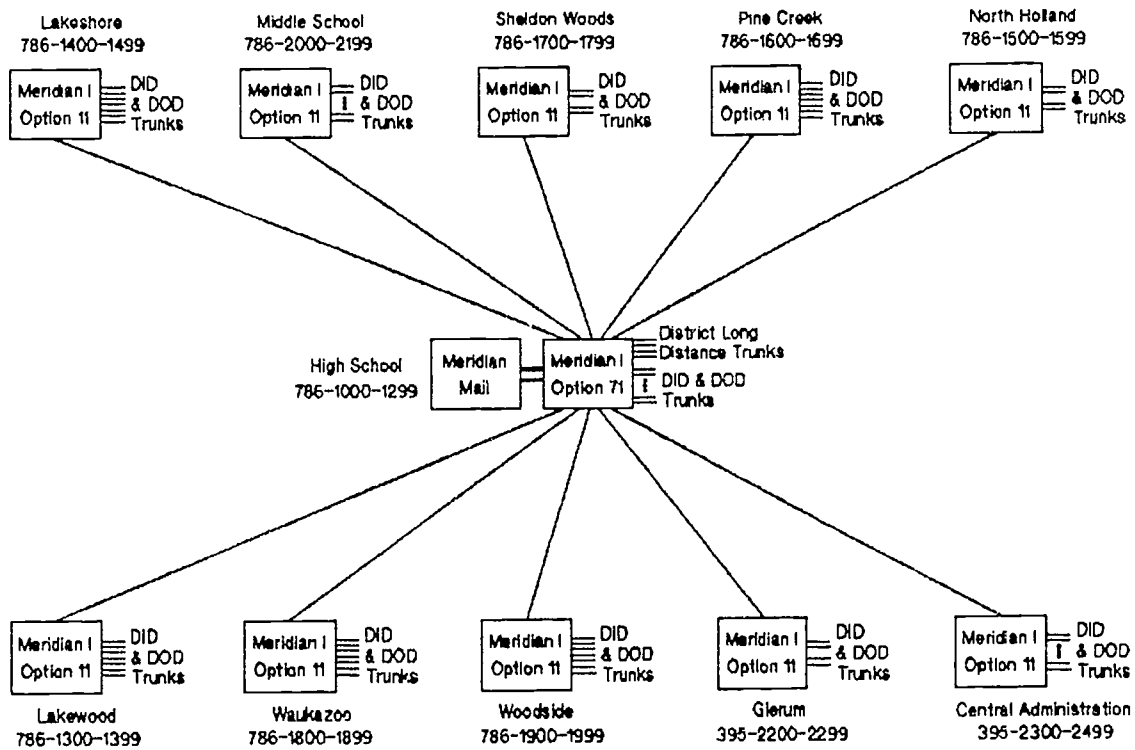 Lakeshore
786-1400-1499
Middle School
786-2000-2199
Sheldon Woods
786-1700-1799
Pine Creek
786-1600-1699
North Holland
786-1500-1599
Meridian I
Option 11
DID
& DOD
Trunks
Meridian I
Option 11
DID
& DOD
Trunks
Meridian I
Option 11
DID
& DOD
Trunks
Meridian I
Option 11
DID
& DOD
Trunks
Meridian I
Option 11
DID
& DOD
Trunks
High School
786-1000-1299
Meridian
Mail
Meridian I
Option 71
District Long
Distance Trunks
DID & DOD
Trunks
Meridian I
Option 11
DID
& DOD
Trunks
Meridian I
Option 11
DID
& DOD
Trunks
Meridian I
Option 11
DID
& DOD
Trunks
Meridian I
Option 11
DID
& DOD
Trunks
Meridian I
Option 11
DID
& DOD
Trunks
Lakewood
786-1300-1399
Waukazoo
786-1800-1899
Woodside
786-1900-1999
Glerum
395-2200-2299
Central Administration
395-2300-2499